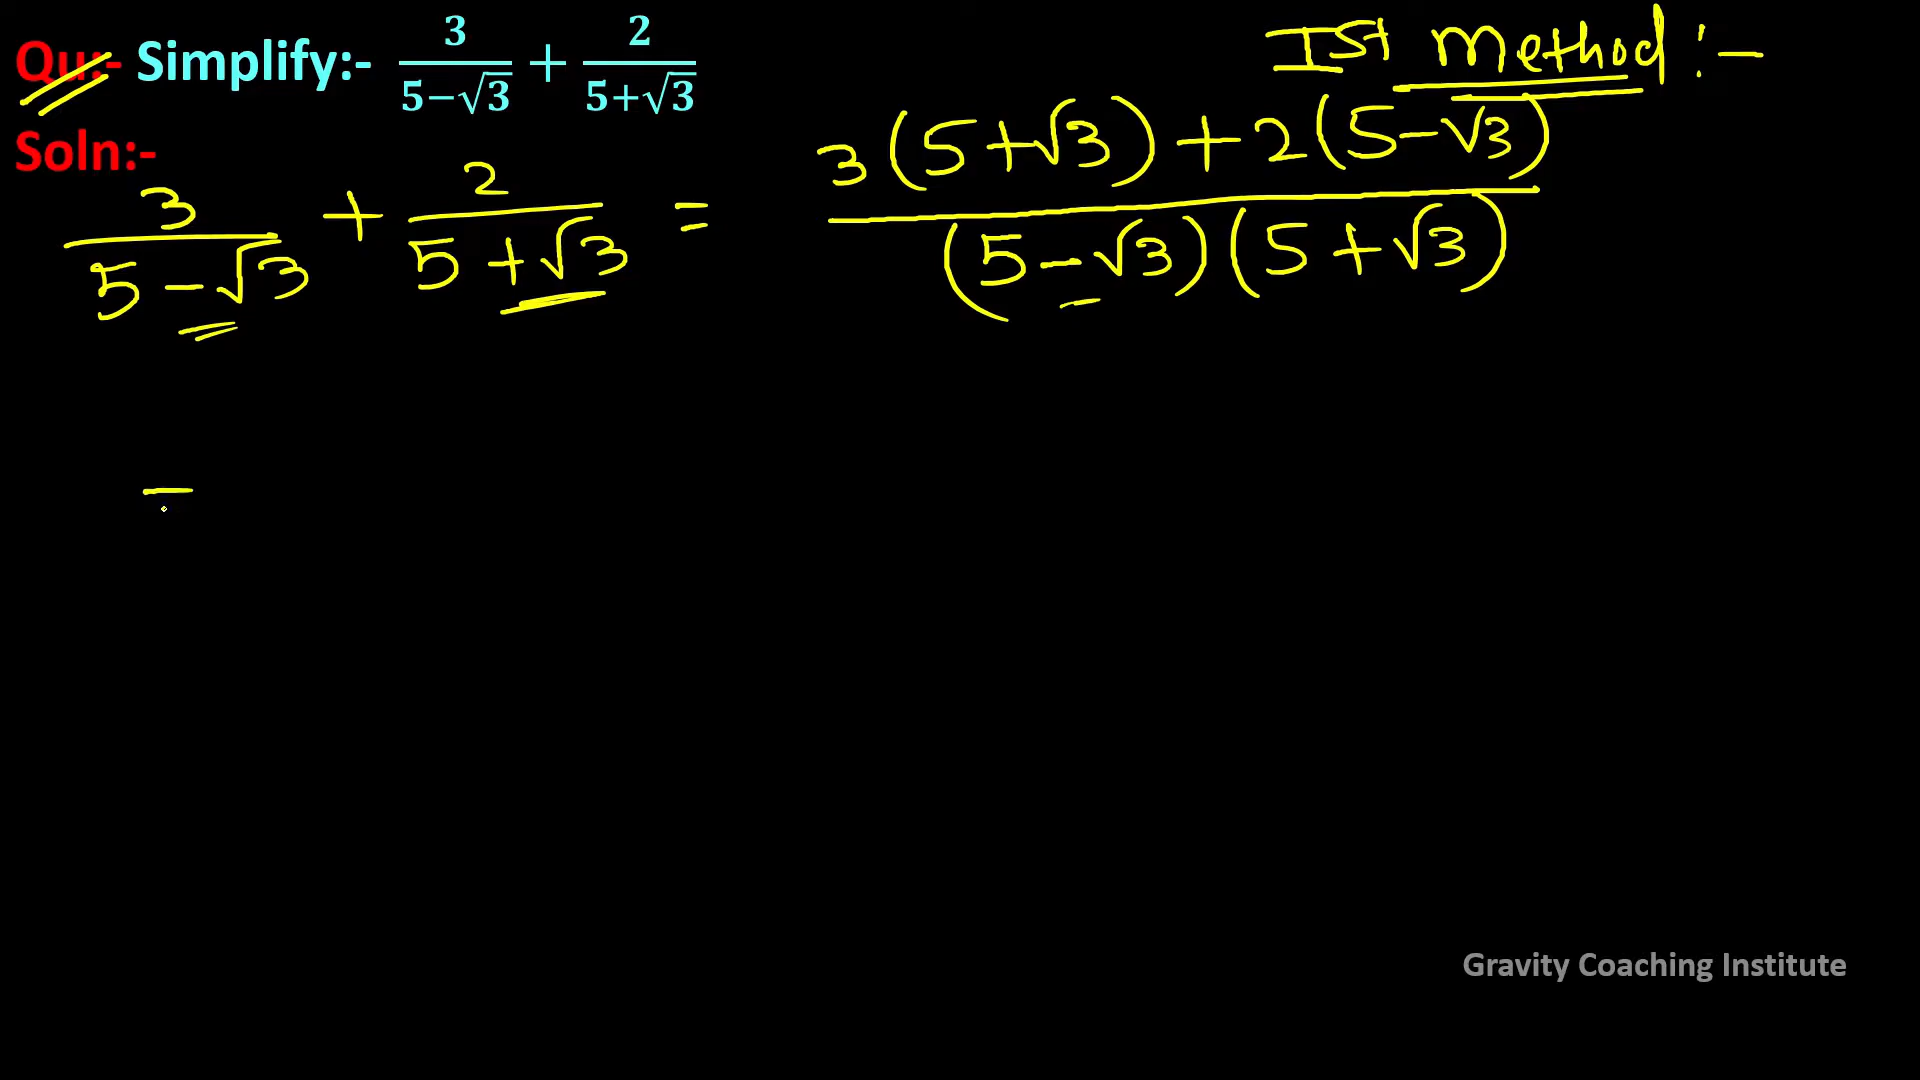 Qu:- Simplify:- 3/(5−√3) + 2/(5+√3)
Ist Method :-
Soln:-
3/(5−√3) + 2/(5+√3) = (3(5+√3)+2(5−√3))/((5−√3)(5+√3))
Gravity Coaching Institute